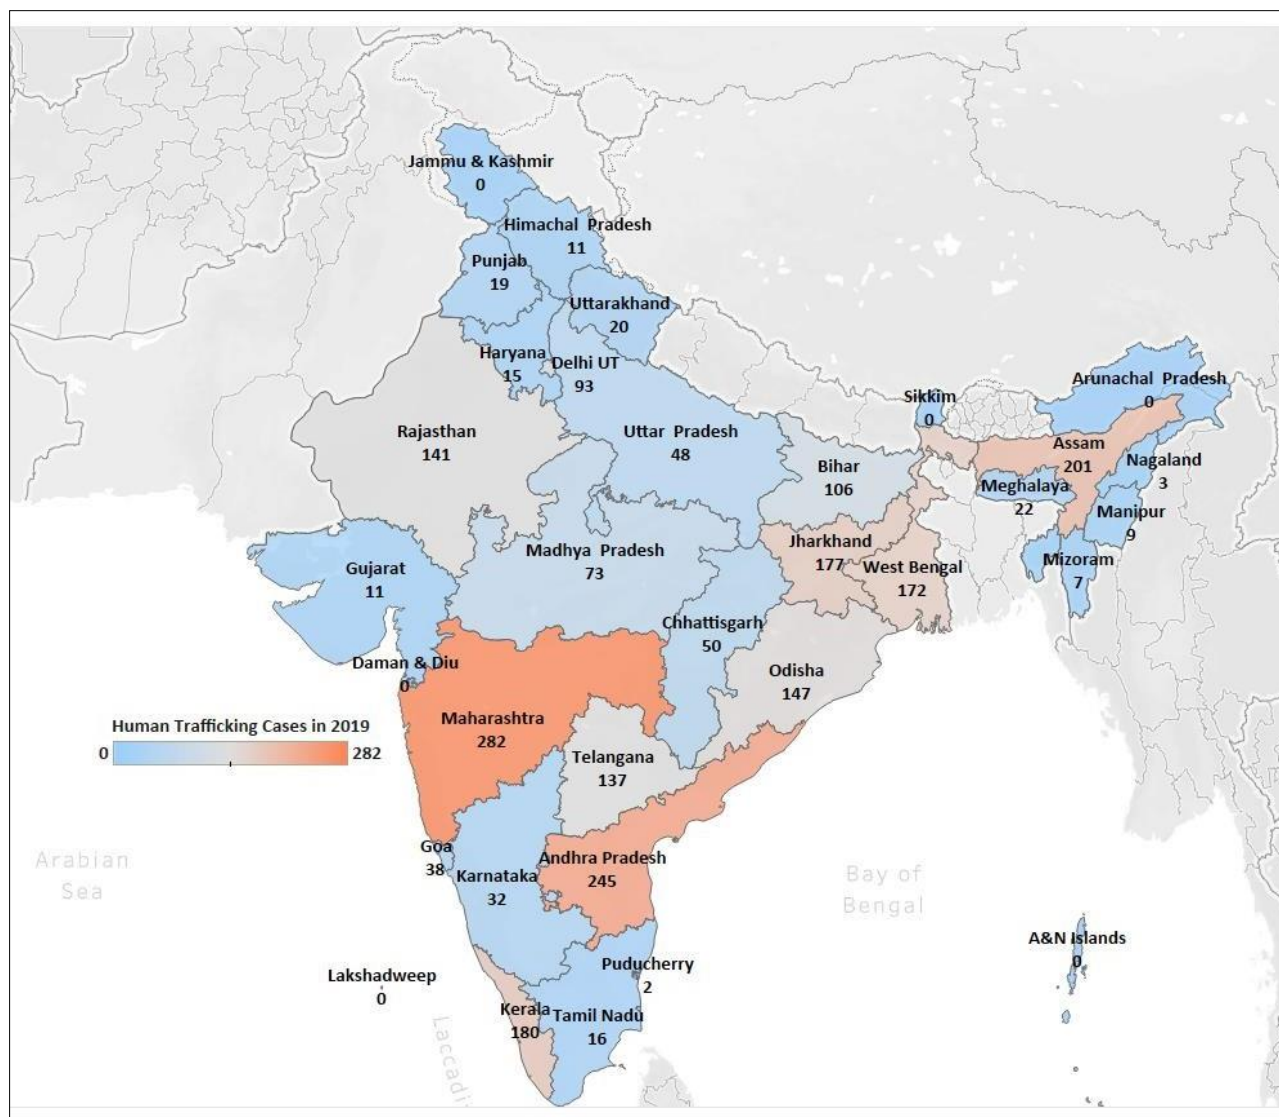 Jammu & Kashmir
0
Himachal Pradesh
11
Punjab
19
Uttarakhand
20
Haryana
15
Delhi UT
93
Arunachal Pradesh
0
Sikkim
0
Rajasthan
141
Uttar Pradesh
48
Bihar
106
Assam
201
Nagaland
3
Meghalaya
22
Manipur
9
Mizoram
7
Jharkhand
177
West Bengal
172
Madhya Pradesh
73
Gujarat
11
Chhattisgarh
50
Odisha
147
Daman & Diu
0
Maharashtra
282
Human Trafficking Cases in 2019
0 282
Telangana
137
Goa
38
Karnataka
32
Andhra Pradesh
245
Arabian
Sea
Bay of
Bengal
A&N Islands
0
Puducherry
2
Lakshadweep
0
Kerala
180
Tamil Nadu
16